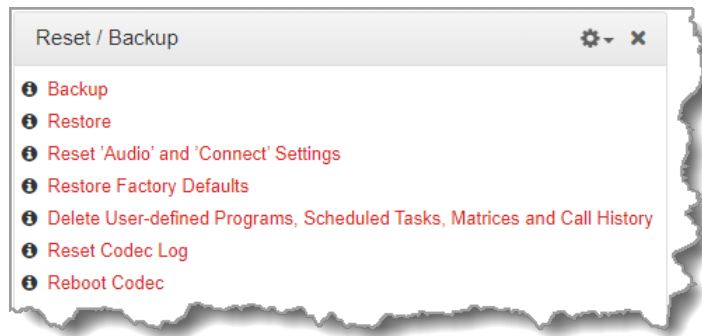 Reset / Backup
Backup
Restore
Reset 'Audio' and 'Connect' Settings
Restore Factory Defaults
Delete User-defined Programs, Scheduled Tasks, Matrices and Call History
Reset Codec Log
Reboot Codec